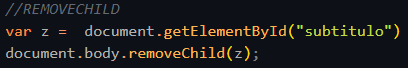 //REMOVECHILD
var z =  document.getElementById("subtitulo")
document.body.removeChild(z);